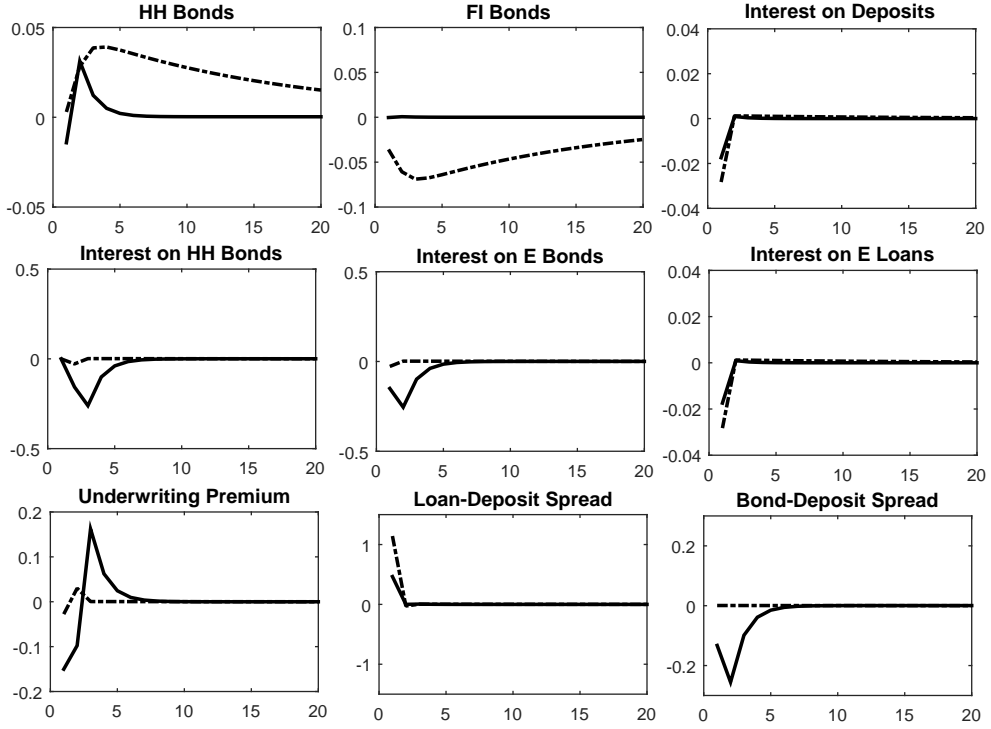 HH Bonds
0.05
0
-0.05
0 5 10 15 20
FI Bonds
0.1
0.05
0
-0.05
-0.1
0 5 10 15 20
Interest on Deposits
0.04
0.02
0
-0.02
-0.04
0 5 10 15 20
Interest on HH Bonds
0.5
0
-0.5
0 5 10 15 20
Interest on E Bonds
0.5
0
-0.5
0 5 10 15 20
Interest on E Loans
0.04
0.02
0
-0.02
-0.04
0 5 10 15 20
Underwriting Premium
0.2
0.1
0
-0.1
-0.2
0 5 10 15 20
Loan-Deposit Spread
1
0
-1
0 5 10 15 20
Bond-Deposit Spread
0.2
0
-0.2
0 5 10 15 20